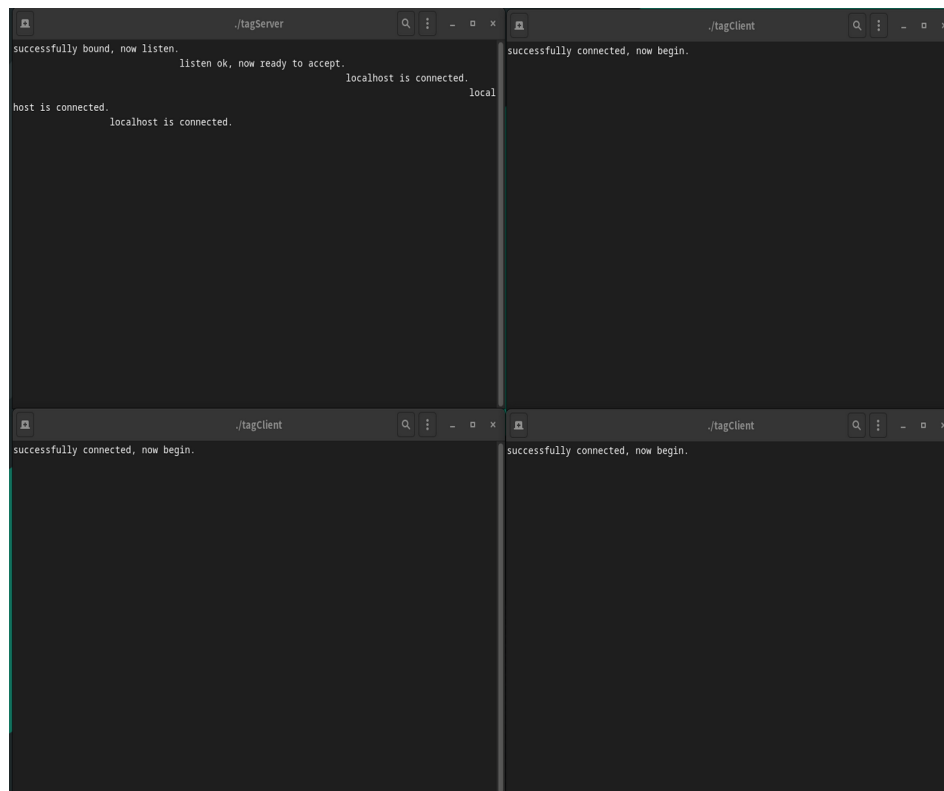 ./tagServer
successfully bound, now listen.
listen ok, now ready to accept.
localhost is connected.
local
host is connected.
localhost is connected.
./tagClient
successfully connected, now begin.
./tagClient
successfully connected, now begin.
./tagClient
successfully connected, now begin.